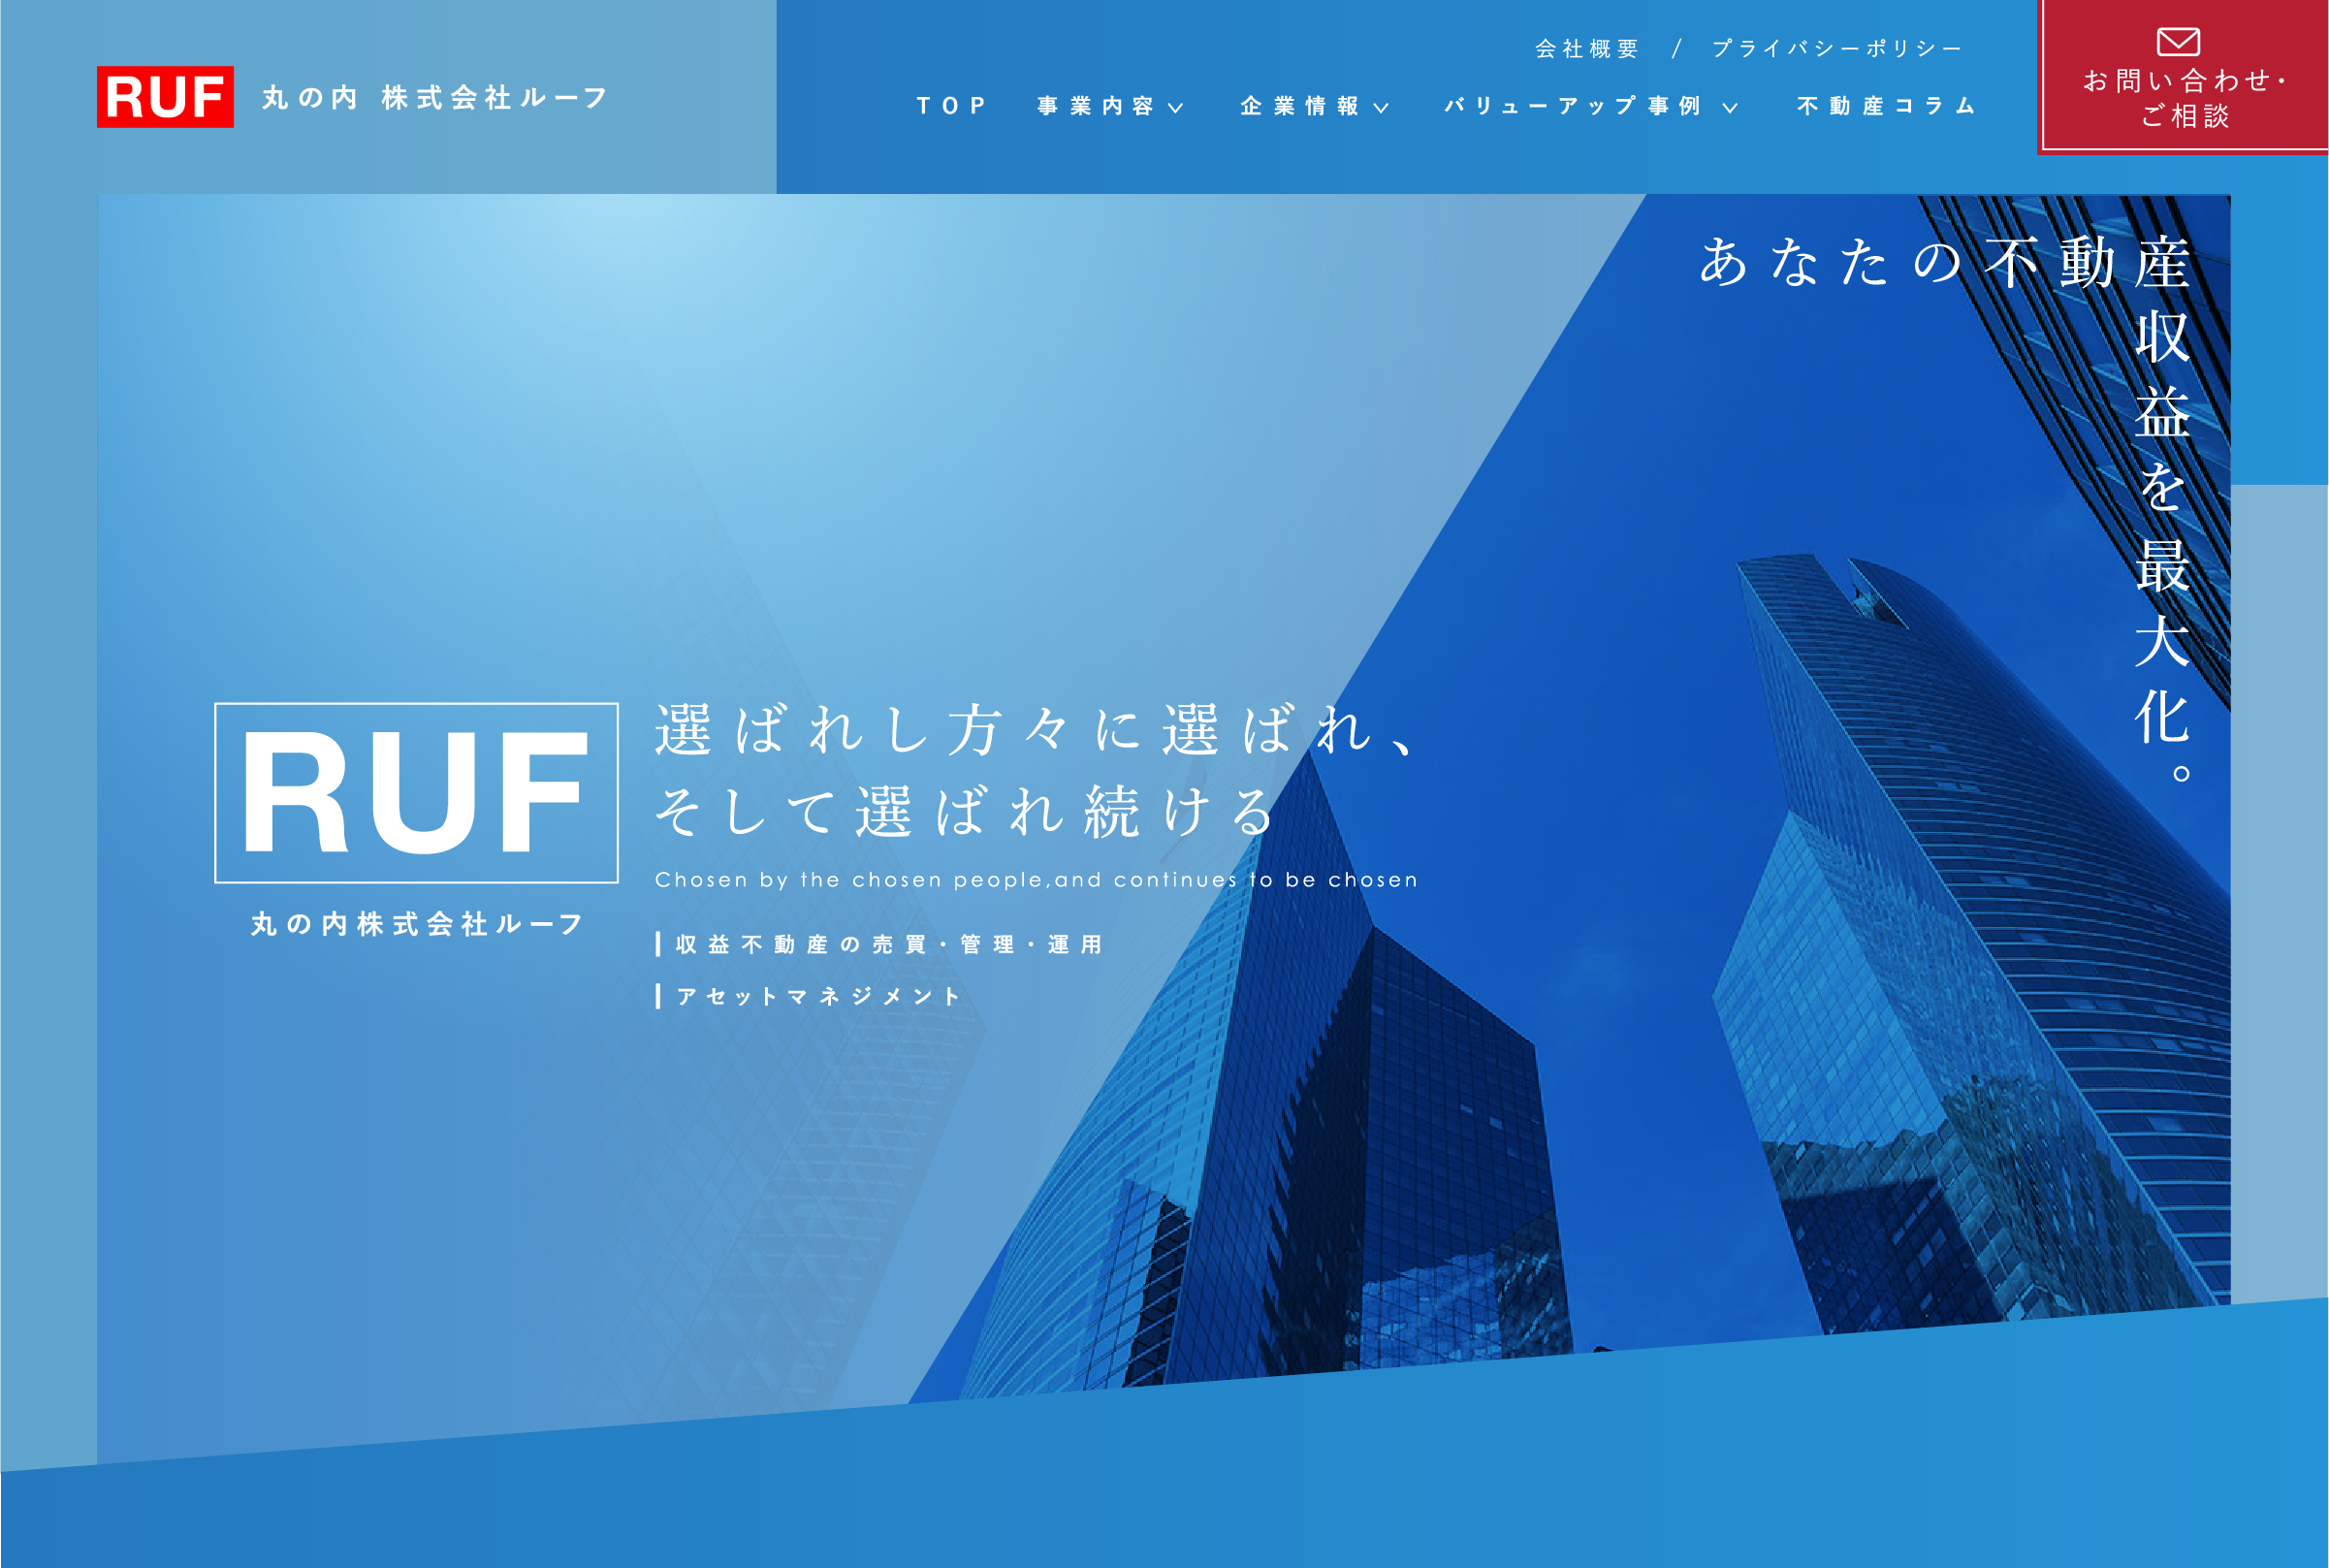 RUF 丸の内 株式会社ルーフ
会社概要 / プライバシーポリシー
TOP 事業内容 企業情報 バリューアップ事例 不動産コラム
お問い合わせ・
ご相談
あなたの不動産
収益を最大化。
RUF
丸の内株式会社ルーフ
選ばれし方々に選ばれ、
そして選ばれ続ける
Chosen by the chosen people,and continues to be chosen
収益不動産の売買・管理・運用
アセットマネジメント